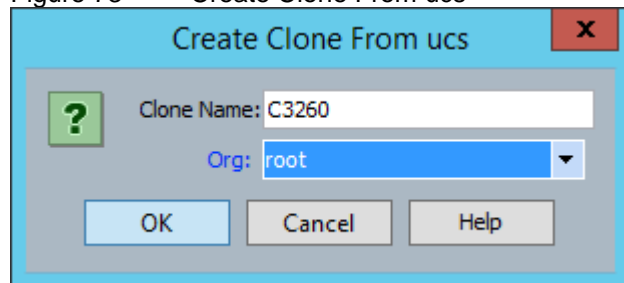 Create Clone From ucs
x
?
Clone Name: C3260
Org: root
OK Cancel Help